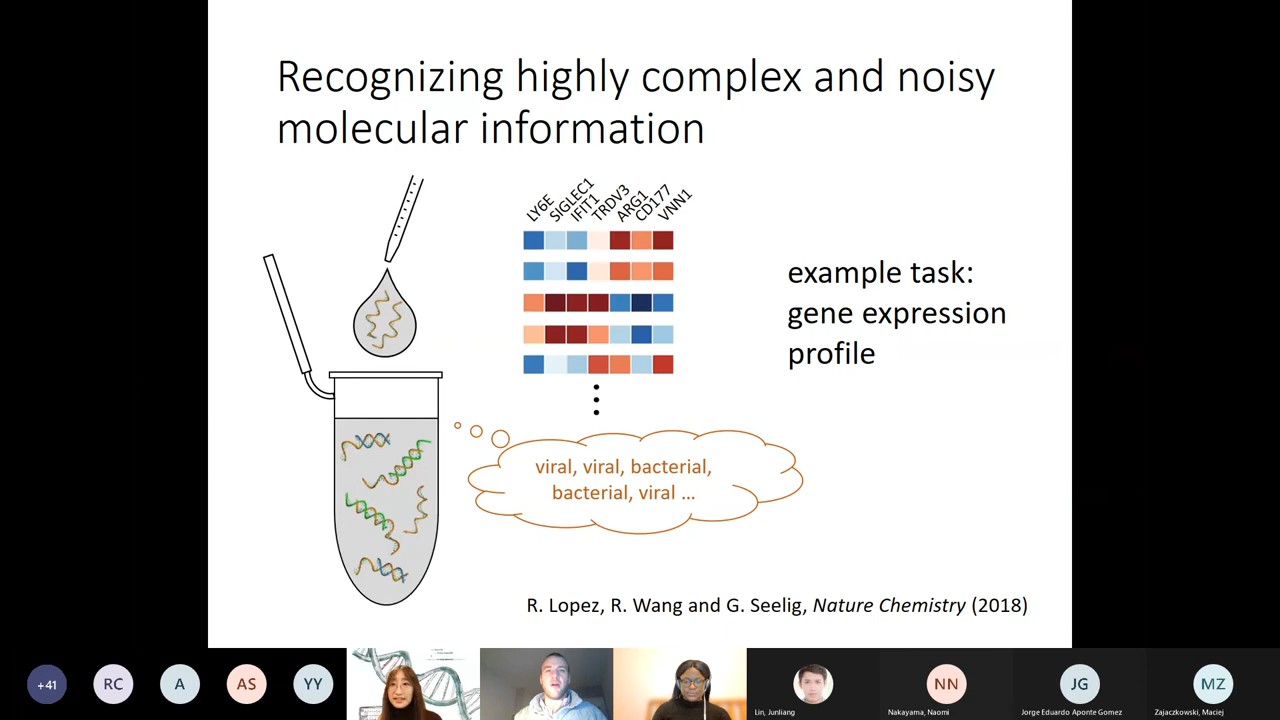 Recognizing highly complex and noisy
molecular information
LY6E
SIGLEC1
IFIT1
TRDV3
ARG1
CD177
VNN1
example task:
gene expression
profile
viral, viral, bacterial,
bacterial, viral ...
R. Lopez, R. Wang and G. Seelig, Nature Chemistry (2018)
+41
RC
A
AS
YY
NN
JG
MZ
Lin, Junliang
Nakayama, Naomi
Jorge Eduardo Aponte Gomez
Zajaczkowski, Maciej